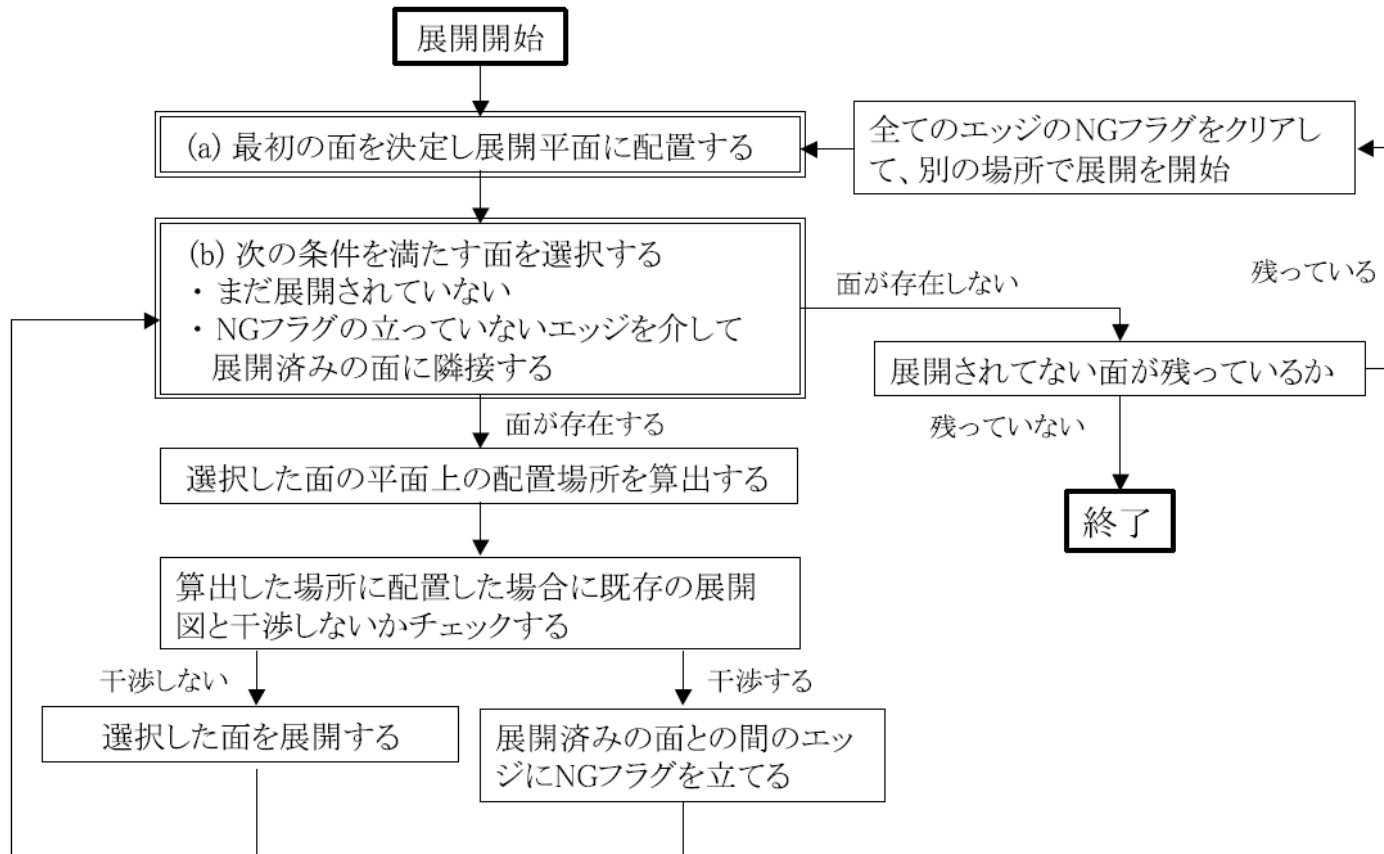 展開開始
(a) 最初の面を決定し展開平面に配置する
全てのエッジのNGフラグをクリアし
て、別の場所で展開を開始
(b) 次の条件を満たす面を選択する
・ まだ展開されていない
・ NGフラグの立っていないエッジを介して
展開済みの面に隣接する
面が存在しない
残っている
展開されてない面が残っているか
面が存在する
残っていない
選択した面の平面上の配置場所を算出する
終了
算出した場所に配置した場合に既存の展開
図と干渉しないかチェックする
干渉しない
干渉する
選択した面を展開する
展開済みの面との間のエッ
ジにNGフラグを立てる